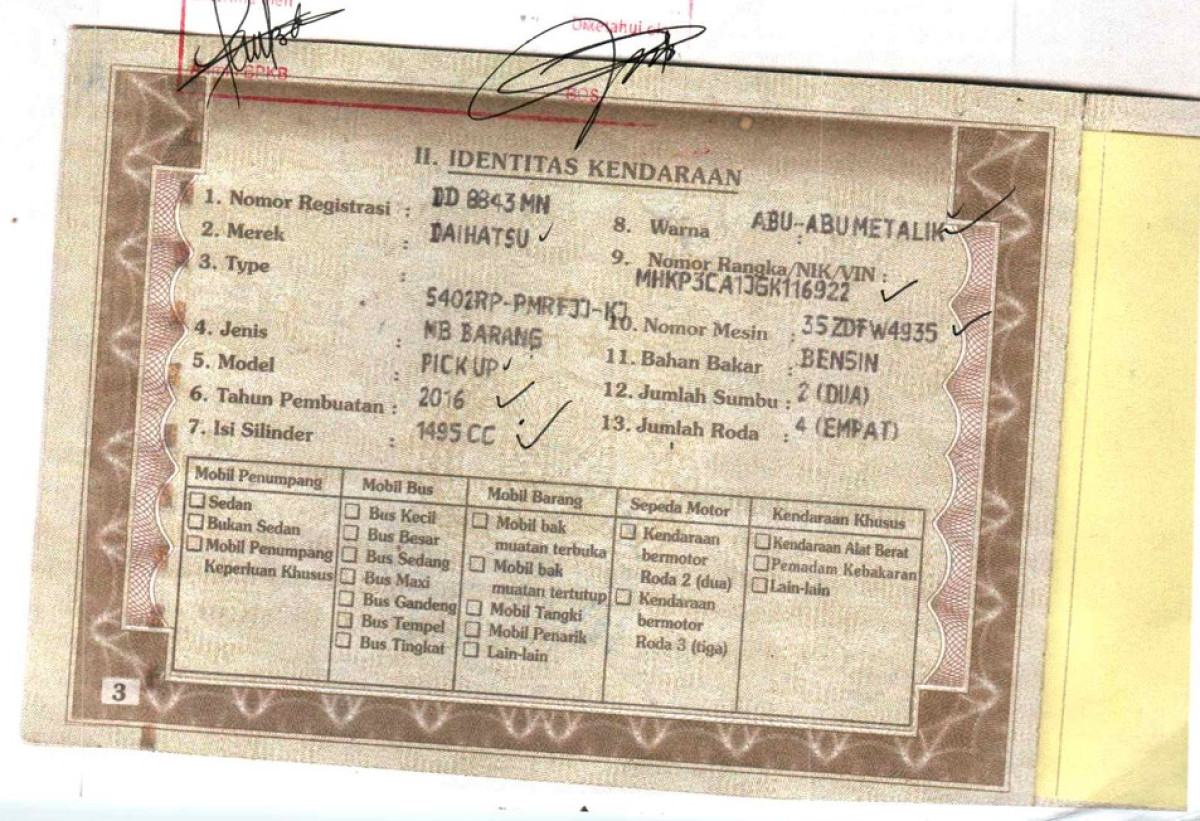 Diketahui oleh
BPKB
BOS
II. IDENTITAS KENDARAAN
1. Nomor Registrasi : DD 8843 MN
2. Merek : DAIHATSU
3. Type :
S402RP-PMRFJJ-KJ
4. Jenis : MB BARANG
5. Model : PICK UP
6. Tahun Pembuatan : 2016
7. Isi Silinder : 1495 CC
8. Warna : ABU-ABU METALIK
9. Nomor Rangka/NIK/VIN :
MHKP3CA1JGK116922
10. Nomor Mesin : 3SZDFW4935
11. Bahan Bakar : BENSIN
12. Jumlah Sumbu : 2 (DUA)
13. Jumlah Roda : 4 (EMPAT)
Mobil Penumpang
Sedan
Bukan Sedan
Mobil Penumpang
Keperluan Khusus
Mobil Bus
Bus Kecil
Bus Besar
Bus Sedang
Bus Maxi
Bus Gandeng
Bus Tempel
Bus Tingkat
Mobil Barang
Mobil bak
muatan terbuka
Mobil bak
muatan tertutup
Mobil Tangki
Mobil Penarik
Lain-lain
Sepeda Motor
Kendaraan
bermotor
Roda 2 (dua)
Kendaraan
bermotor
Roda 3 (tiga)
Kendaraan Khusus
Kendaraan Alat Berat
Pemadam Kebakaran
Lain-lain
3